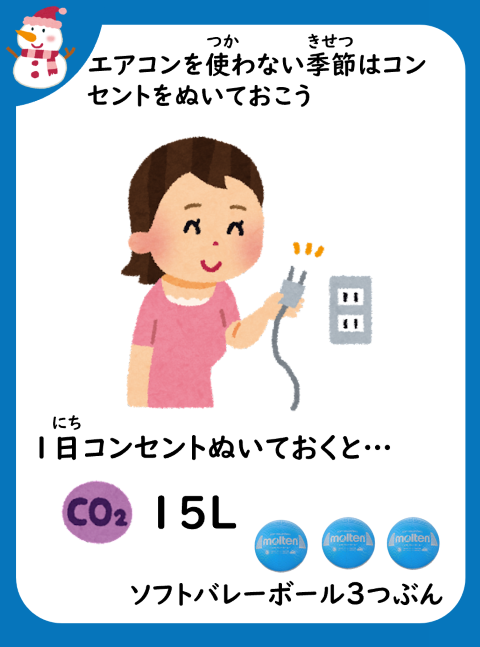 つか きせつ
エアコンを使わない季節はコン
セントをぬいておこう
にち
1日コンセントぬいておくと…
CO₂ 15L
molten molten molten
ソフトバレーボール3つぶん